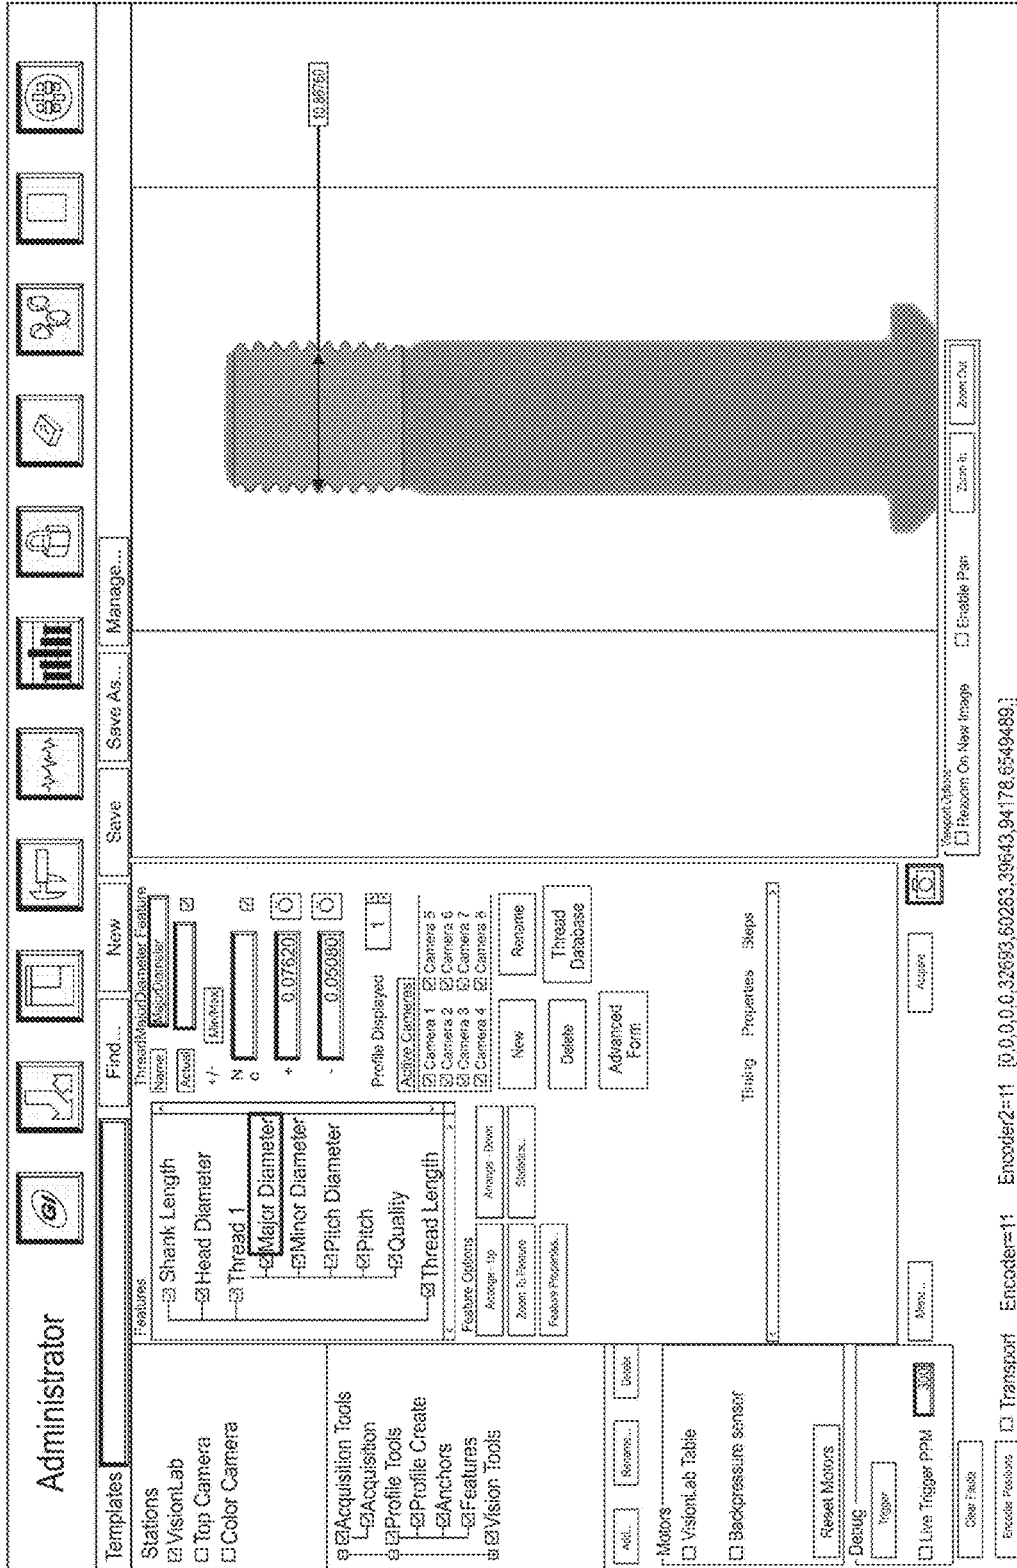 Administrator
GI
Templates
Find...
New
Save
Save As...
Manage...
Stations
VisionLab
Top Camera
Color Camera
Acquisition Tools
Acquisition
Profile Tools
Profile Create
Anchors
Features
Vision Tools
Add...
Rename...
Delete
Motors
VisionLab Table
Backpressure sensor
Reset Motors
Debug
Trigger
Live Trigger PPM
Clear Faults
Encoder Positions
Transport
Encoder=11
Encoder2=11
Features
Shank Length
Head Diameter
Thread 1
Major Diameter
Minor Diameter
Pitch Diameter
Pitch
Quality
Thread Length
Feature Options
Arrange - Up
Arrange - Down
Zoom To Feature
Statistics...
Feature Properties...
ThreadMajorDiameter Feature
Name
MajorDiameter
Actual
+/-
Min/Max
+
0.07620
-
0.05080
Profile Displayed
1
Active Cameras
Camera 1
Camera 5
Camera 2
Camera 6
Camera 3
Camera 7
Camera 4
Camera 8
New
Rename
Delete
Thread Database
Advanced Form
Timing
Properties
Steps
Acquire
Viewport Options
Rezoom On New Image
Enable Pan
Zoom In
Zoom Out